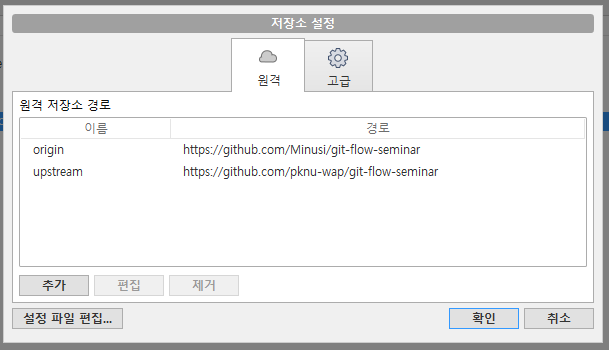 저장소 설정
원격
고급
원격 저장소 경로
이름 경로
origin https://github.com/Minusi/git-flow-seminar
upstream https://github.com/pknu-wap/git-flow-seminar
추가 편집 제거
설정 파일 편집... 확인 취소